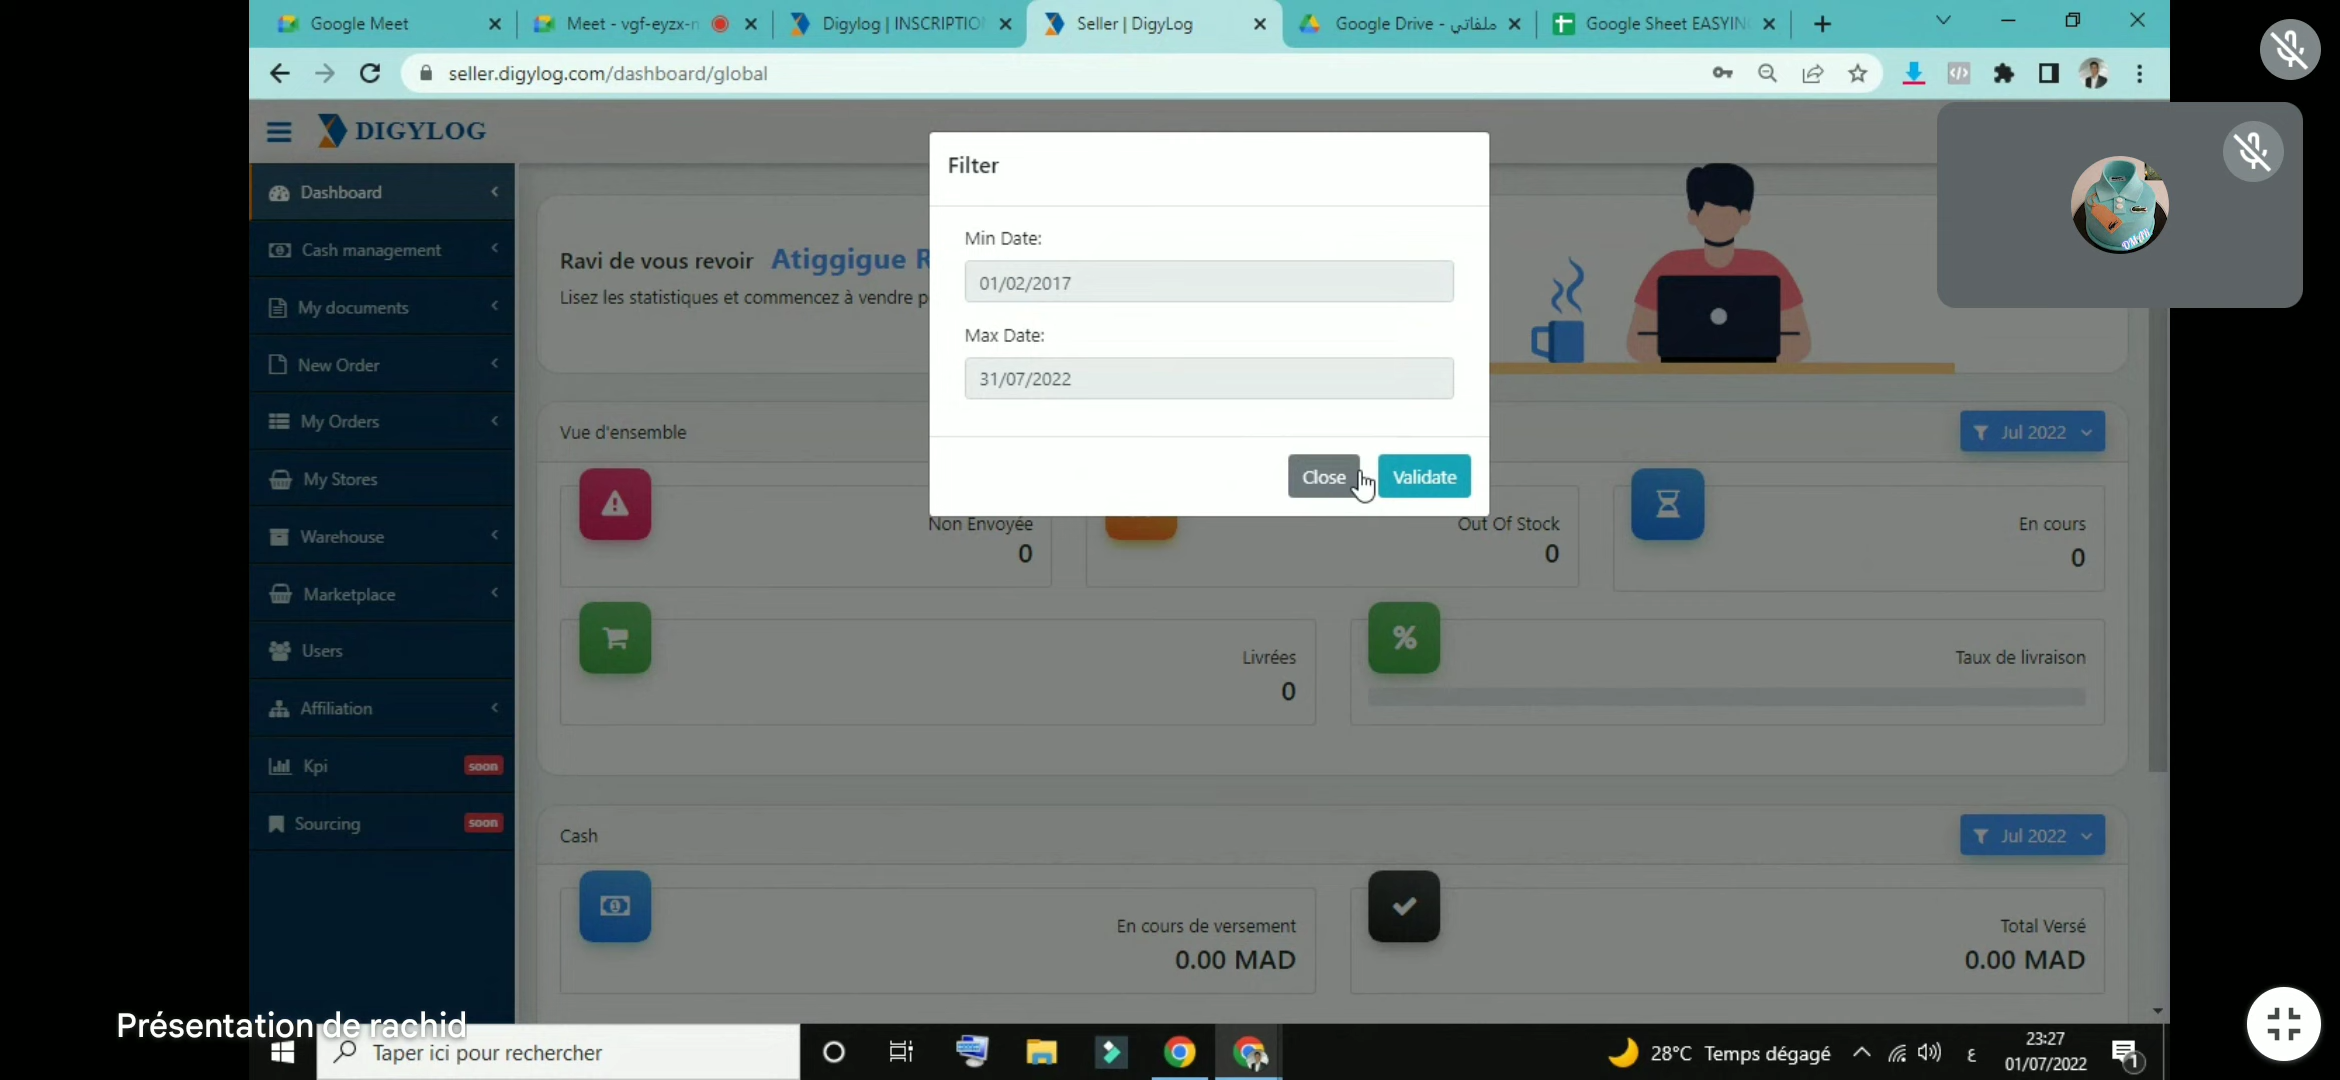 Google Meet
Meet - vgf-eyzx-r
Digylog | INSCRIPTION
Seller | DigyLog
Google Drive - ملفاتي
Google Sheet EASYIN
seller.digylog.com/dashboard/global
DIGYLOG
Dashboard
Cash management
My documents
New Order
My Orders
My Stores
Warehouse
Marketplace
Users
Affiliation
Kpi
soon
Sourcing
soon
Ravi de vous revoir Atiggigue R
Lisez les statistiques et commencez à vendre p
Filter
Min Date:
01/02/2017
Max Date:
31/07/2022
Close
Validate
Vue d'ensemble
Jul 2022
Non Envoyée
0
Out Of Stock
0
En cours
0
Livrées
0
Taux de livraison
Cash
Jul 2022
En cours de versement
0.00 MAD
Total Versé
0.00 MAD
Présentation de rachid
Taper ici pour rechercher
28°C Temps dégagé
ع
23:27
01/07/2022
1